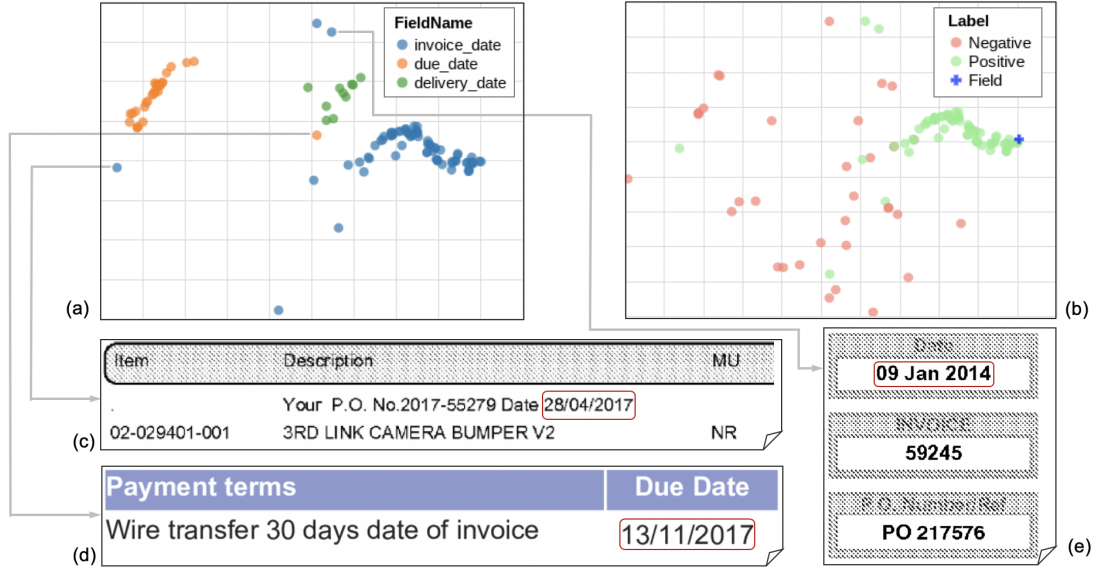 FieldName
invoice_date
due_date
delivery_date
(a)
Label
Negative
Positive
Field
(b)
Item Description MU
. Your P.O. No.2017-55279 Date 28/04/2017
02-029401-001 3RD LINK CAMERA BUMPER V2 NR
(c)
Payment terms Due Date
Wire transfer 30 days date of invoice 13/11/2017
(d)
Date
09 Jan 2014
INVOICE
59245
P.O. Number/Ref
PO 217576
(e)